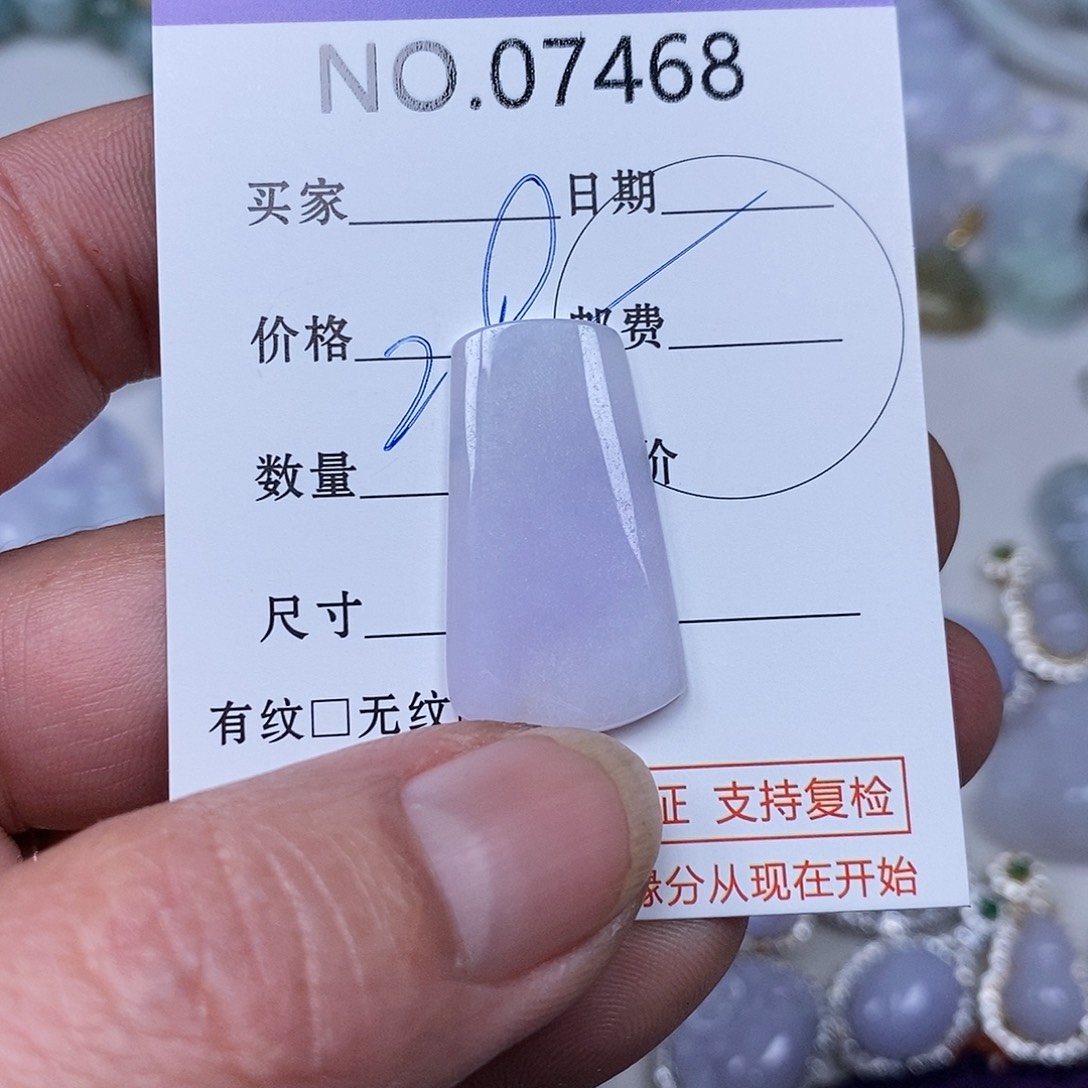 NO.07468
买家 日期
价格 费
数量 价
尺寸
有纹□无纹
证 支持复检
缘分从现在开始